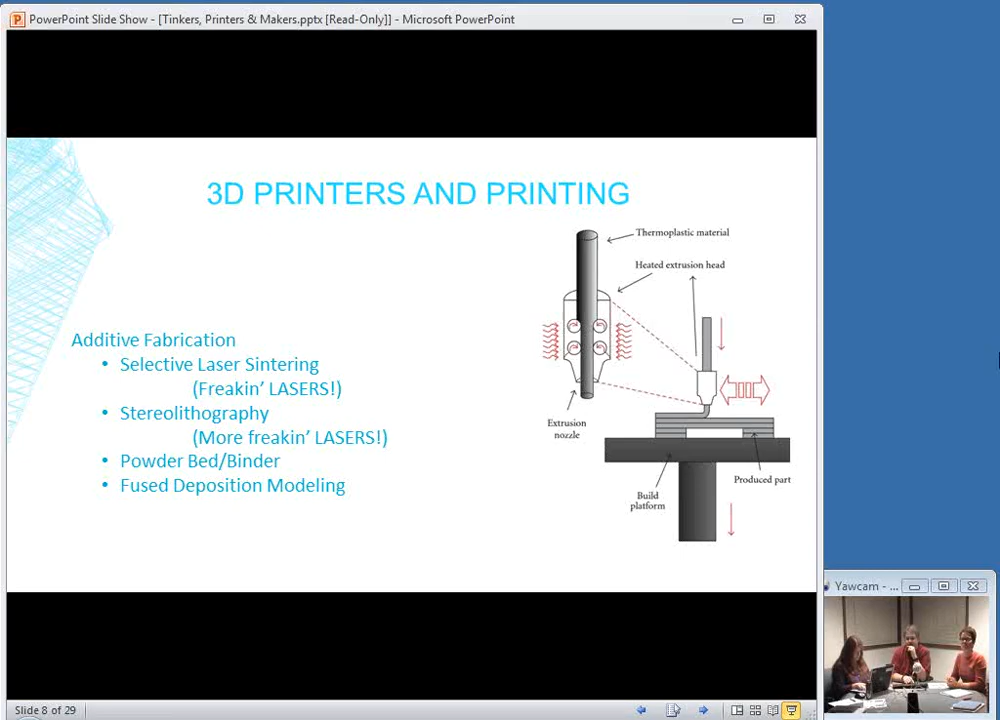 PowerPoint Slide Show - [Tinkers, Printers & Makers.pptx [Read-Only]] - Microsoft PowerPoint
3D PRINTERS AND PRINTING
Additive Fabrication
• Selective Laser Sintering
(Freakin' LASERS!)
• Stereolithography
(More freakin' LASERS!)
• Powder Bed/Binder
• Fused Deposition Modeling
Thermoplastic material
Heated extrusion head
Extrusion
nozzle
Build
platform
Produced part
Yawcam - ...
Slide 8 of 29